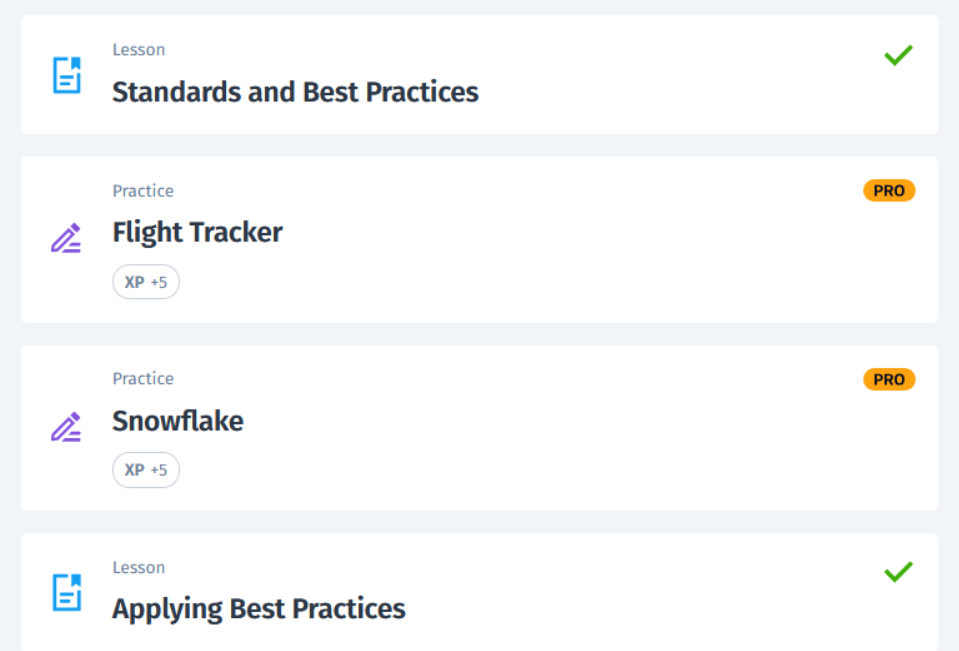 Lesson
Standards and Best Practices
Practice
PRO
Flight Tracker
XP +5
Practice
PRO
Snowflake
XP +5
Lesson
Applying Best Practices